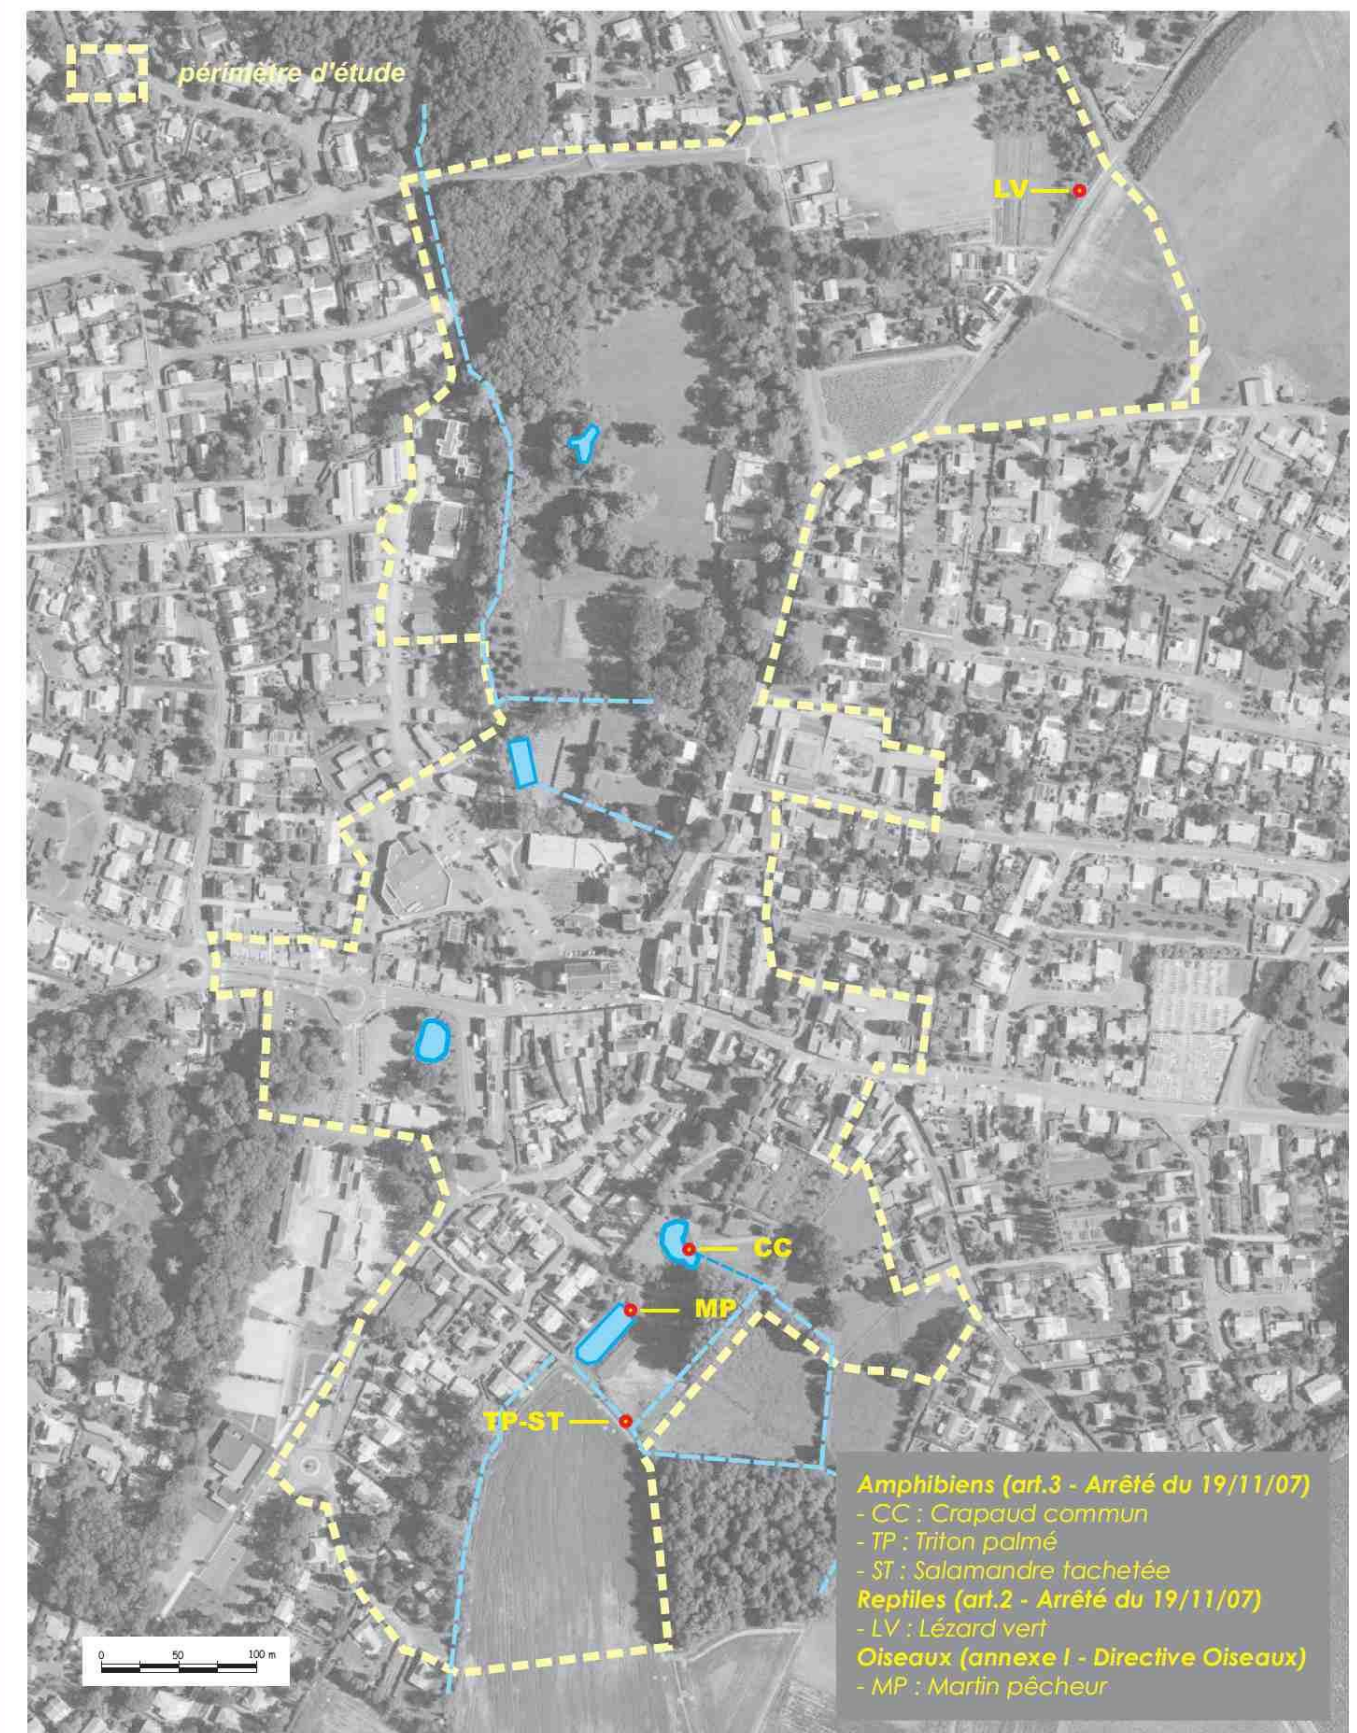 périmètre d'étude
LV
CC
MP
TP-ST
Amphibiens (art.3 - Arrêté du 19/11/07)
- CC : Crapaud commun
- TP : Triton palmé
- ST : Salamandre tachetée
Reptiles (art.2 - Arrêté du 19/11/07)
- LV : Lézard vert
Oiseaux (annexe I - Directive Oiseaux)
- MP : Martin pêcheur
0 50 100 m